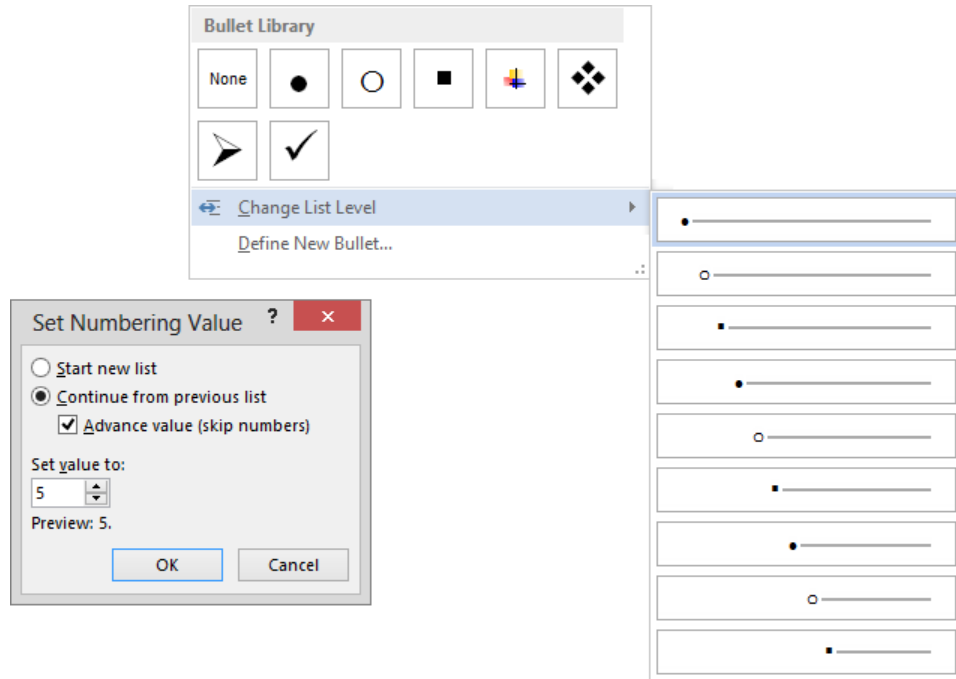 Bullet Library
None
Change List Level
Define New Bullet...
Set Numbering Value ?
Start new list
Continue from previous list
Advance value (skip numbers)
Set value to:
5
Preview: 5.
OK Cancel